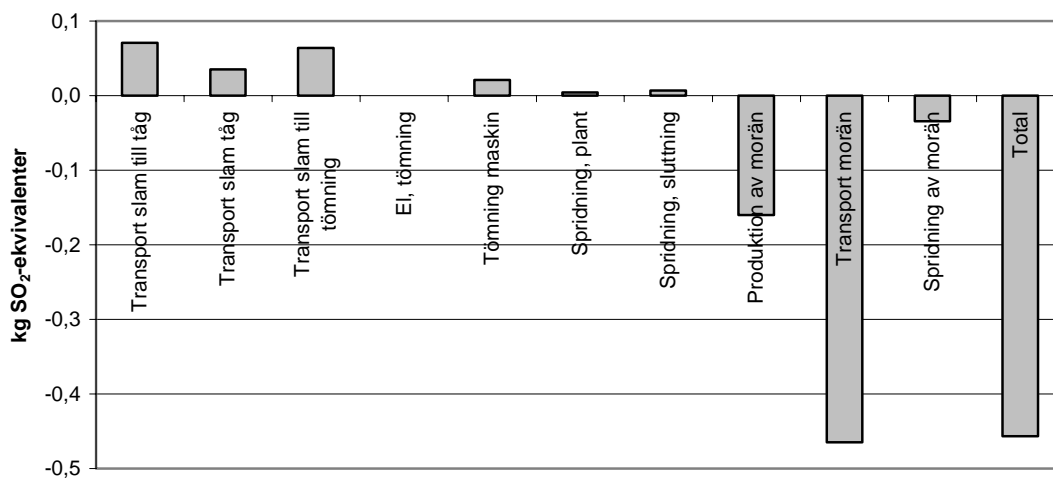 0,1
0,0
-0,1
-0,2
-0,3
-0,4
-0,5
kg SO₂-ekvivalenter
Transport slam till tåg
Transport slam tåg
Transport slam till
tömning
El, tömning
Tömning maskin
Spridning, plant
Spridning, sluttning
Produktion av morän
Transport morän
Spridning av morän
Total